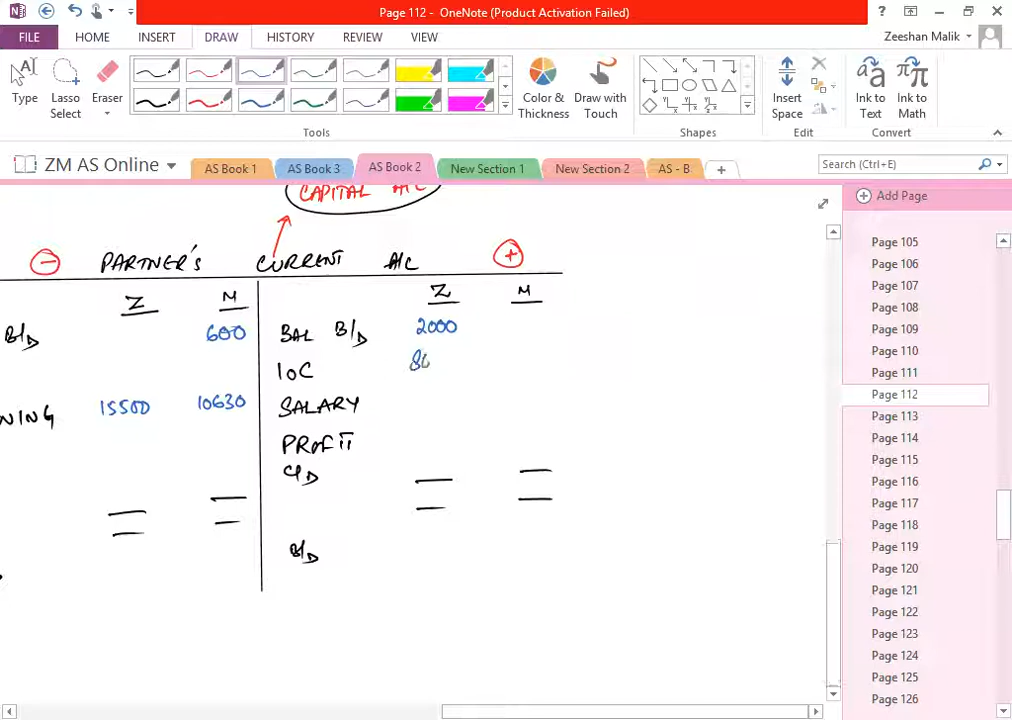 Page 112 - OneNote (Product Activation Failed)
FILE HOME INSERT DRAW HISTORY REVIEW VIEW
Zeeshan Malik
Type
Lasso Select
Eraser
Color & Thickness
Draw with Touch
Insert Space
Ink to Text
Ink to Math
Tools Shapes Edit Convert
ZM AS Online
AS Book 1 AS Book 3 AS Book 2 New Section 1 New Section 2 AS - B
Search (Ctrl+E)
Add Page
CAPITAL A/C
- PARTNER'S CURRENT A/C +
Z M Z M
B/D 600 BAL B/D 2000
IOC
NING 15500 10630 SALARY
PROFIT
C/D
B/D
Page 105
Page 106
Page 107
Page 108
Page 109
Page 110
Page 111
Page 112
Page 113
Page 114
Page 115
Page 116
Page 117
Page 118
Page 119
Page 120
Page 121
Page 122
Page 123
Page 124
Page 125
Page 126